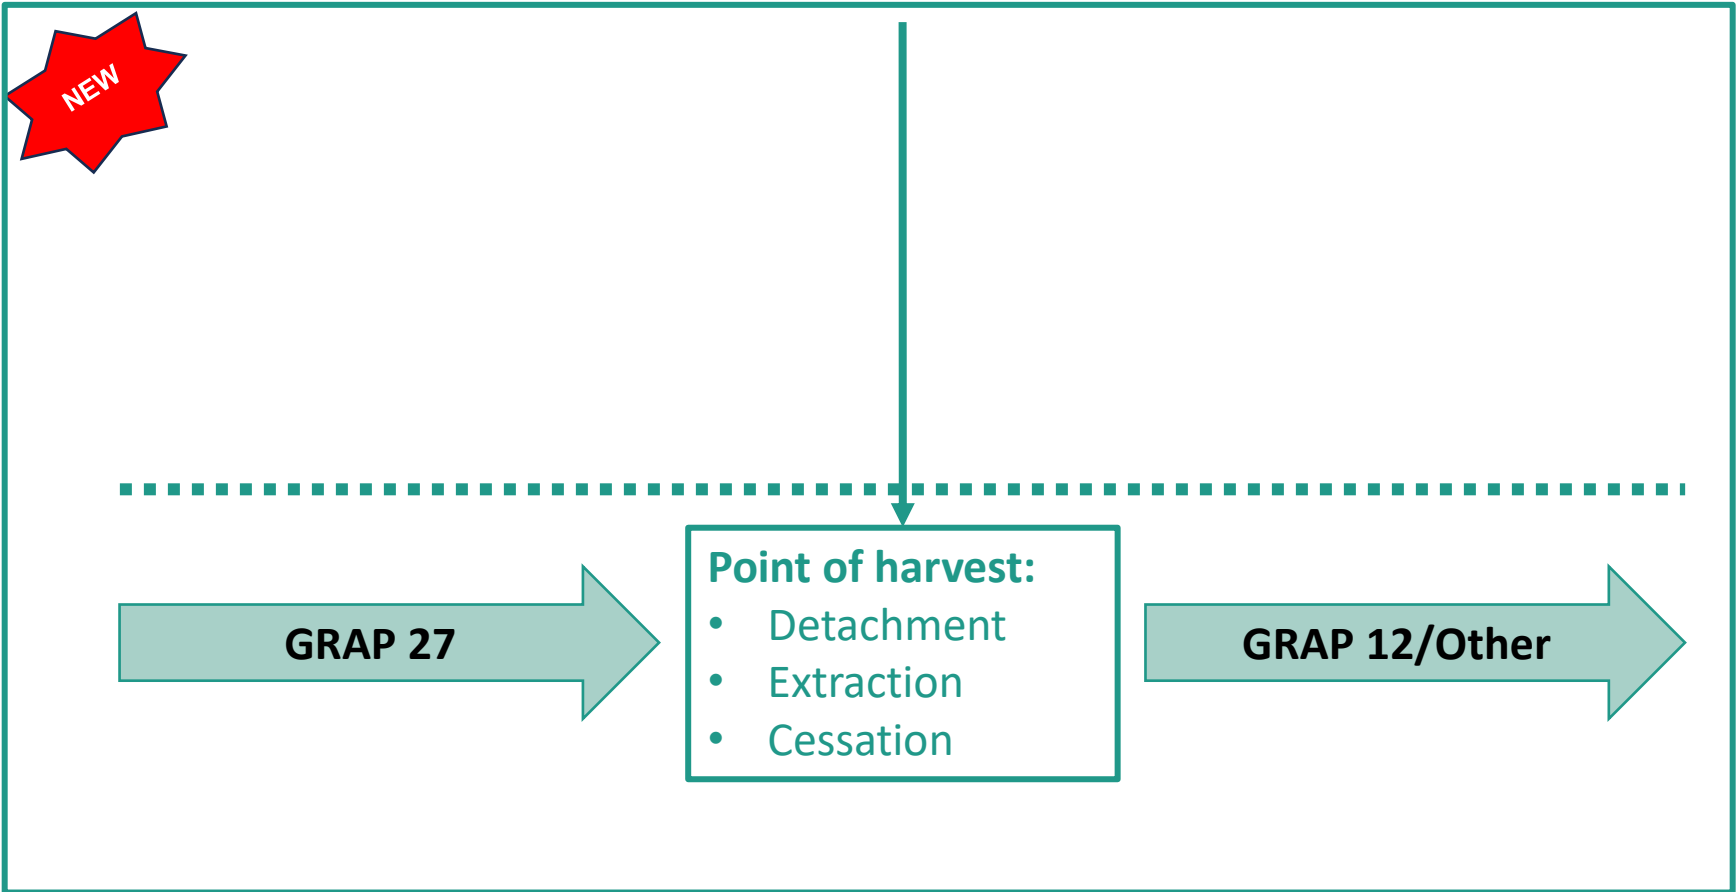 NEW
Point of harvest:
• Detachment
• Extraction
• Cessation
GRAP 27
GRAP 12/Other